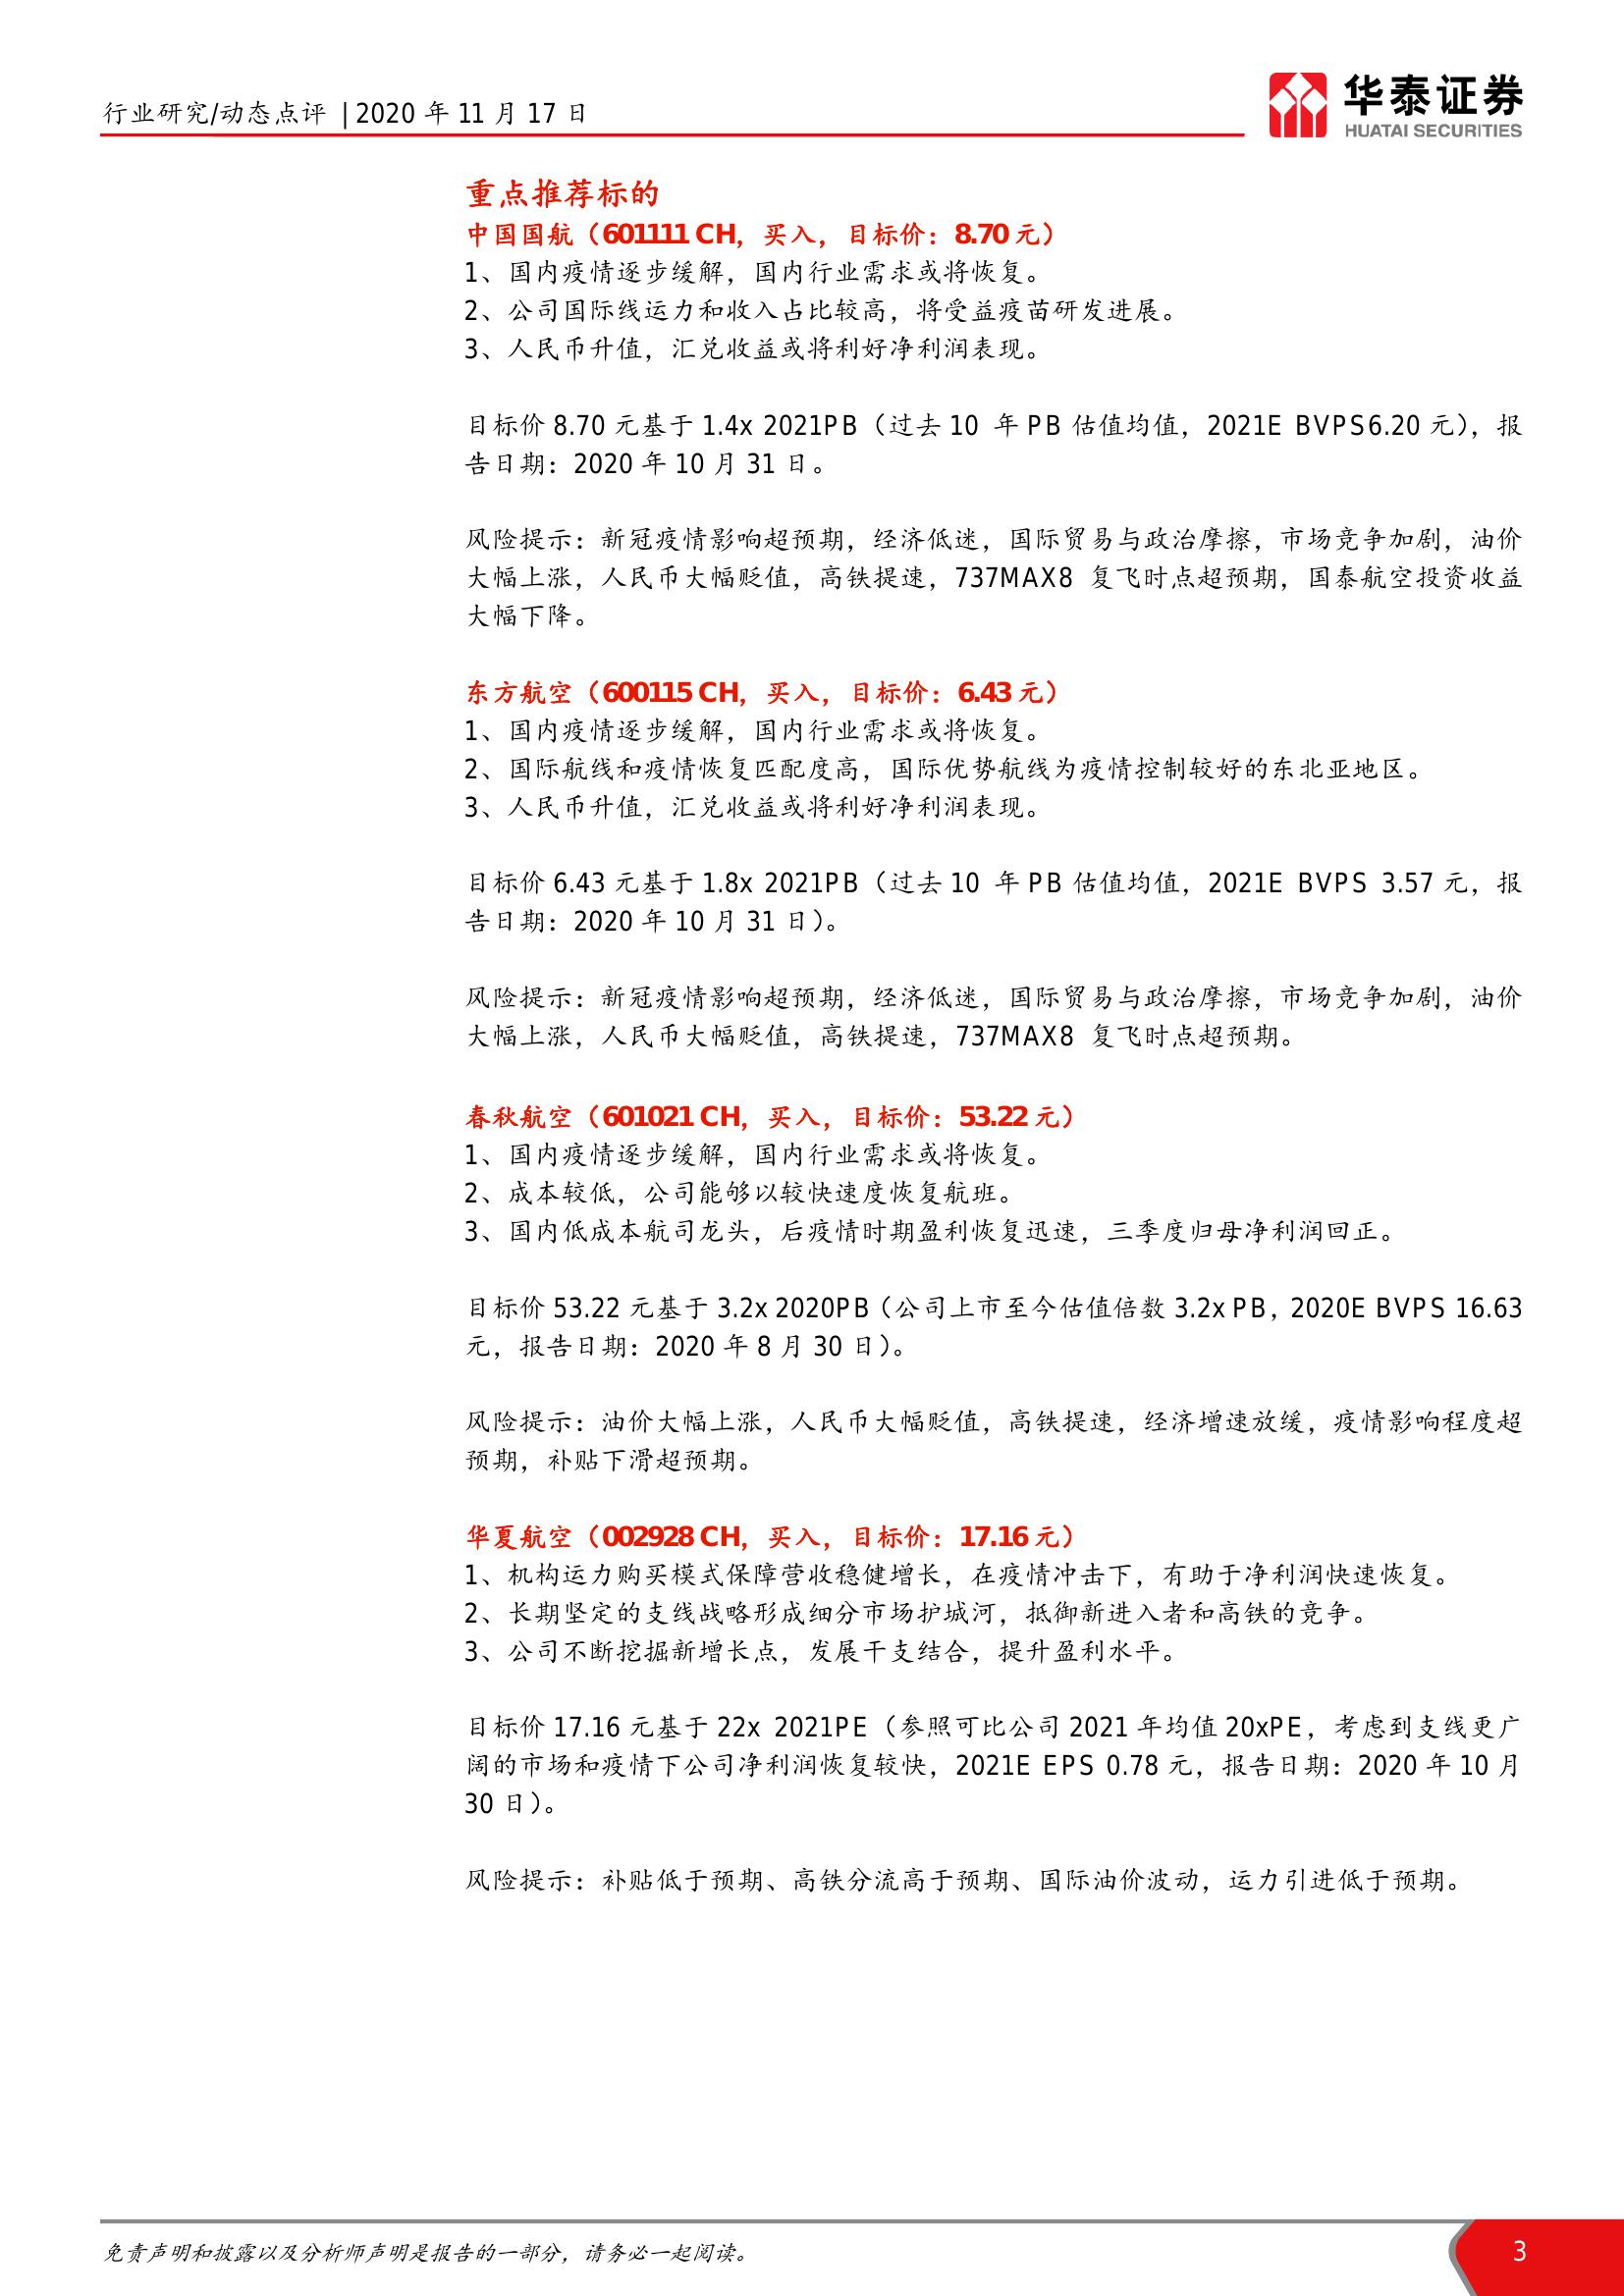 行业研究/动态点评 | 2020 年 11 月 17 日
华泰证券
HUATAI SECURITIES
重点推荐标的
中国国航（601111 CH，买入，目标价：8.70 元）
1、国内疫情逐步缓解，国内行业需求或将恢复。
2、公司国际线运力和收入占比较高，将受益疫苗研发进展。
3、人民币升值，汇兑收益或将利好净利润表现。
目标价 8.70 元基于 1.4x 2021PB（过去 10 年 PB 估值均值，2021E BVPS6.20 元），报
告日期：2020 年 10 月 31 日。
风险提示：新冠疫情影响超预期，经济低迷，国际贸易与政治摩擦，市场竞争加剧，油价
大幅上涨，人民币大幅贬值，高铁提速，737MAX8 复飞时点超预期，国泰航空投资收益
大幅下降。
东方航空（600115 CH，买入，目标价：6.43 元）
1、国内疫情逐步缓解，国内行业需求或将恢复。
2、国际航线和疫情恢复匹配度高，国际优势航线为疫情控制较好的东北亚地区。
3、人民币升值，汇兑收益或将利好净利润表现。
目标价 6.43 元基于 1.8x 2021PB（过去 10 年 PB 估值均值，2021E BVPS 3.57 元，报
告日期：2020 年 10 月 31 日）。
风险提示：新冠疫情影响超预期，经济低迷，国际贸易与政治摩擦，市场竞争加剧，油价
大幅上涨，人民币大幅贬值，高铁提速，737MAX8 复飞时点超预期。
春秋航空（601021 CH，买入，目标价：53.22 元）
1、国内疫情逐步缓解，国内行业需求或将恢复。
2、成本较低，公司能够以较快速度恢复航班。
3、国内低成本航司龙头，后疫情时期盈利恢复迅速，三季度归母净利润回正。
目标价 53.22 元基于 3.2x 2020PB（公司上市至今估值倍数 3.2x PB，2020E BVPS 16.63
元，报告日期：2020 年 8 月 30 日）。
风险提示：油价大幅上涨，人民币大幅贬值，高铁提速，经济增速放缓，疫情影响程度超
预期，补贴下滑超预期。
华夏航空（002928 CH，买入，目标价：17.16 元）
1、机构运力购买模式保障营收稳健增长，在疫情冲击下，有助于净利润快速恢复。
2、长期坚定的支线战略形成细分市场护城河，抵御新进入者和高铁的竞争。
3、公司不断挖掘新增长点，发展干支结合，提升盈利水平。
目标价 17.16 元基于 22x 2021PE（参照可比公司 2021 年均值 20xPE，考虑到支线更广
阔的市场和疫情下公司净利润恢复较快，2021E EPS 0.78 元，报告日期：2020 年 10 月
30 日）。
风险提示：补贴低于预期、高铁分流高于预期、国际油价波动，运力引进低于预期。
免责声明和披露以及分析师声明是报告的一部分，请务必一起阅读。
3